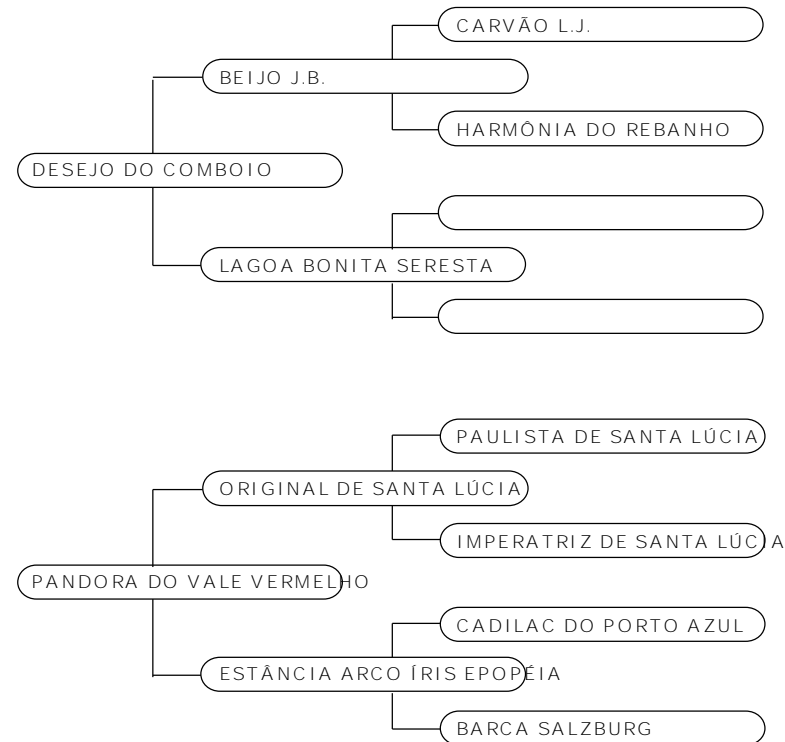 CARVÃO L.J.
BEIJO J.B.
HARMÔNIA DO REBANHO
DESEJO DO COMBOIO
LAGOA BONITA SERESTA
PAULISTA DE SANTA LÚCIA
ORIGINAL DE SANTA LÚCIA
IMPERATRIZ DE SANTA LÚCIA
PANDORA DO VALE VERMELHO
CADILAC DO PORTO AZUL
ESTÂNCIA ARCO ÍRIS EPOPÉIA
BARCA SALZBURG